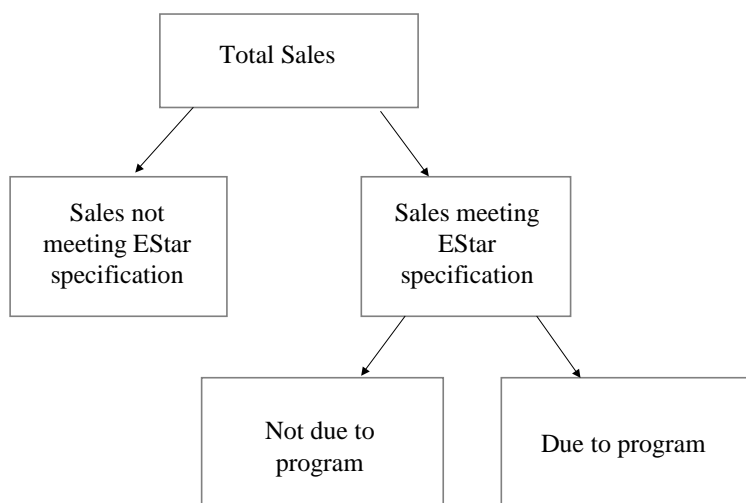 Total Sales
Sales not
meeting EStar
specification
Sales meeting
EStar
specification
Not due to
program
Due to program